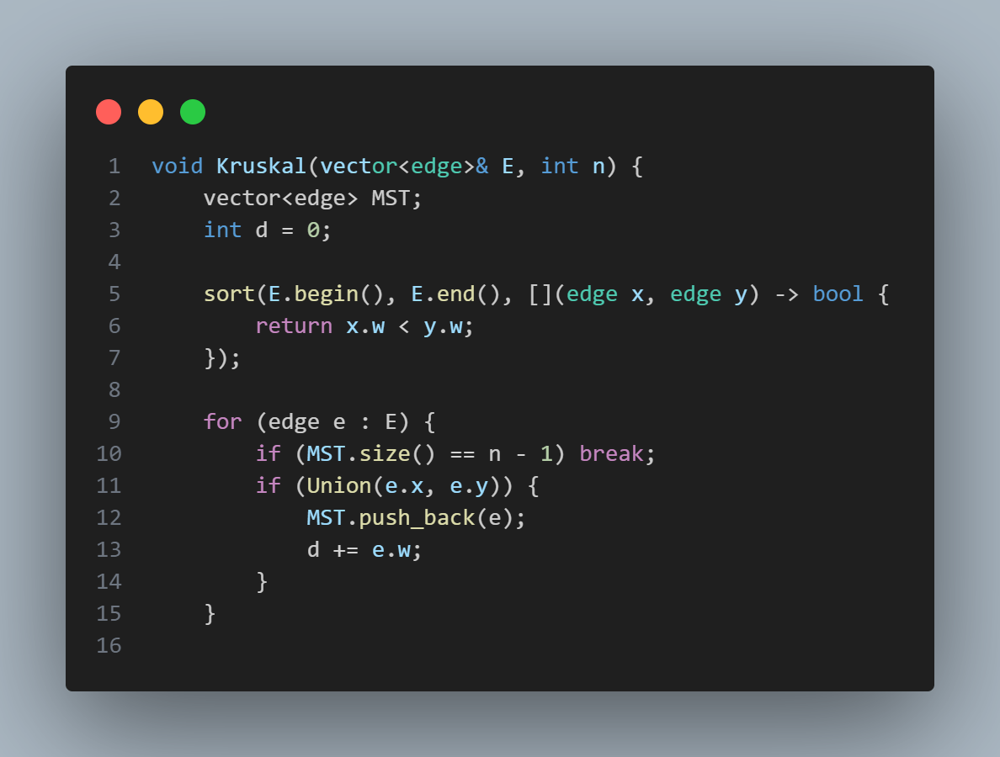 1 void Kruskal(vector<edge>& E, int n) {
2     vector<edge> MST;
3     int d = 0;
4
5     sort(E.begin(), E.end(), [](edge x, edge y) -> bool {
6         return x.w < y.w;
7     });
8
9     for (edge e : E) {
10         if (MST.size() == n - 1) break;
11         if (Union(e.x, e.y)) {
12             MST.push_back(e);
13             d += e.w;
14         }
15     }
16